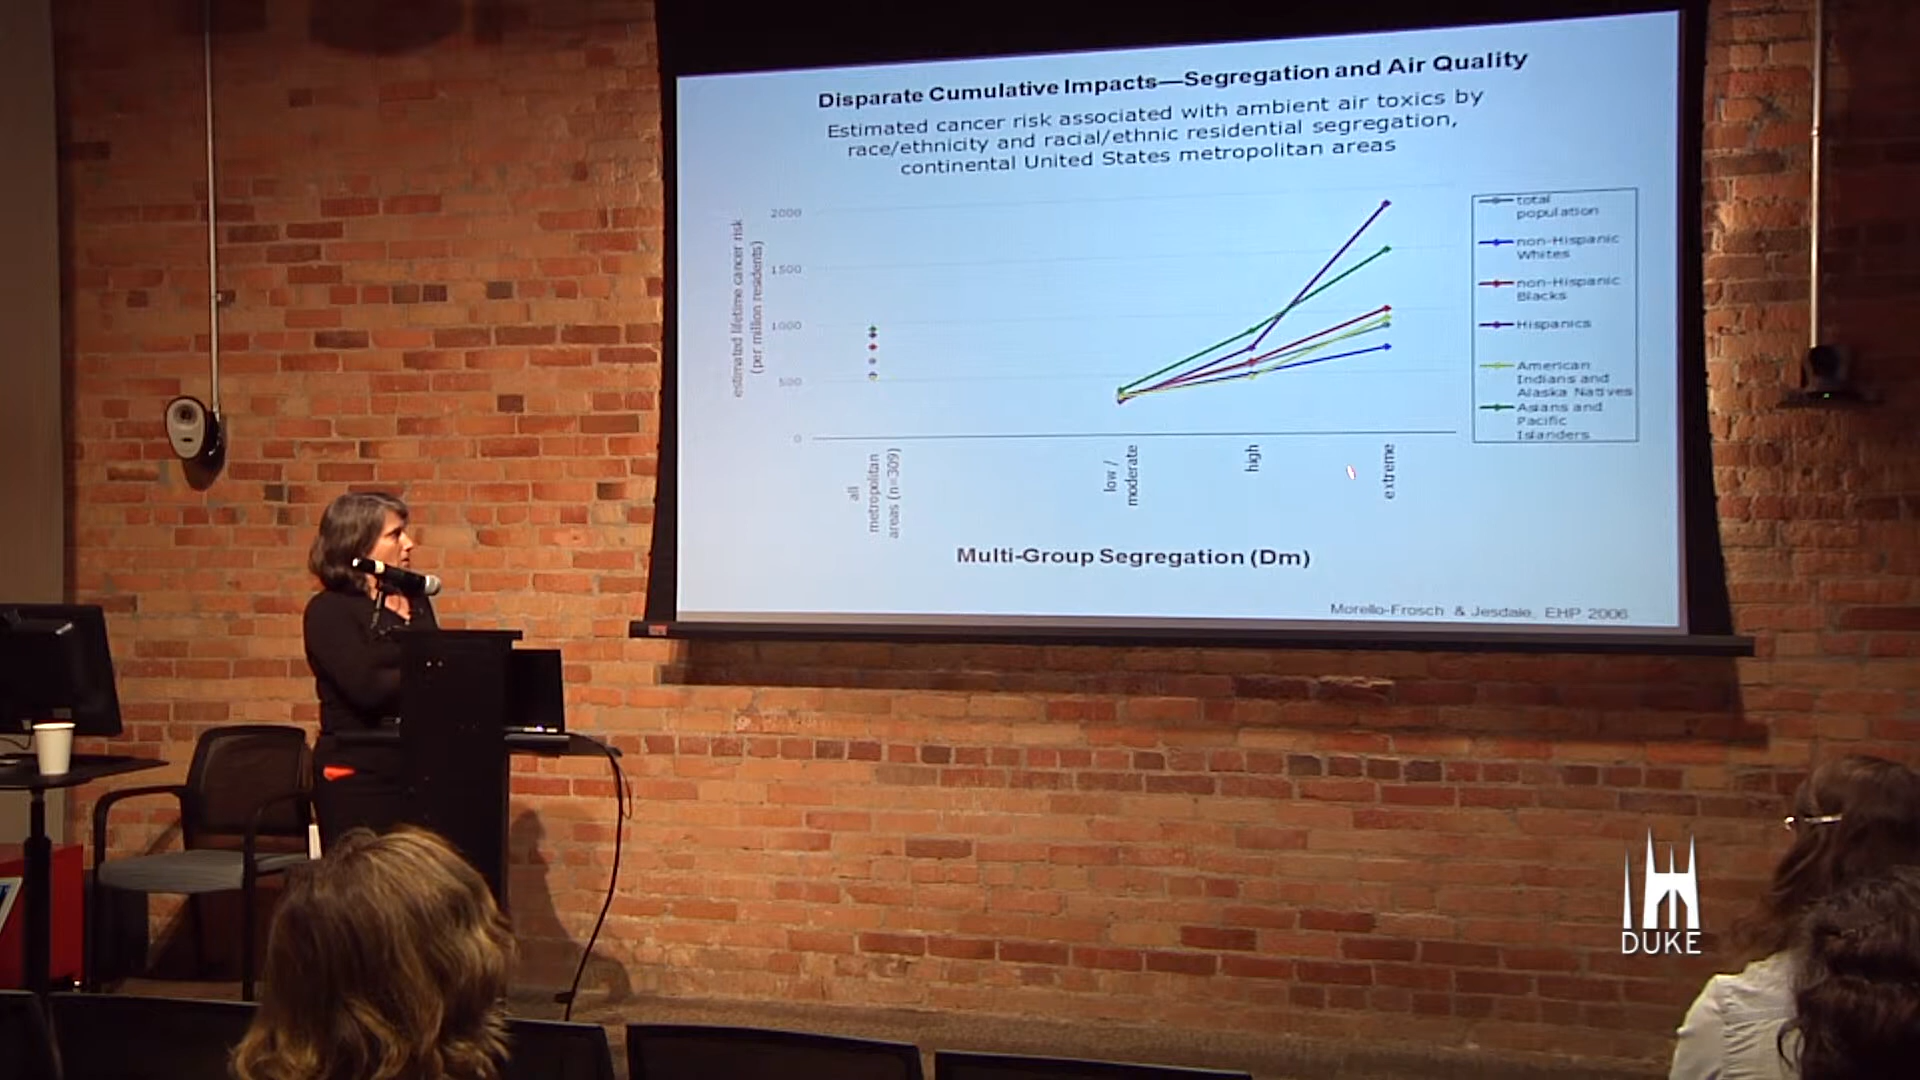 Disparate Cumulative Impacts—Segregation and Air Quality
Estimated cancer risk associated with ambient air toxics by
race/ethnicity and racial/ethnic residential segregation,
continental United States metropolitan areas
estimated lifetime cancer risk
(per million residents)
2000
1500
1000
500
0
all
metropolitan
areas (n=309)
low /
moderate
high
extreme
Multi-Group Segregation (Dm)
total
population
non-Hispanic
Whites
non-Hispanic
Blacks
Hispanics
American
Indians and
Alaska Natives
Asians and
Pacific
Islanders
Morello-Frosch & Jesdale, EHP 2006
DUKE